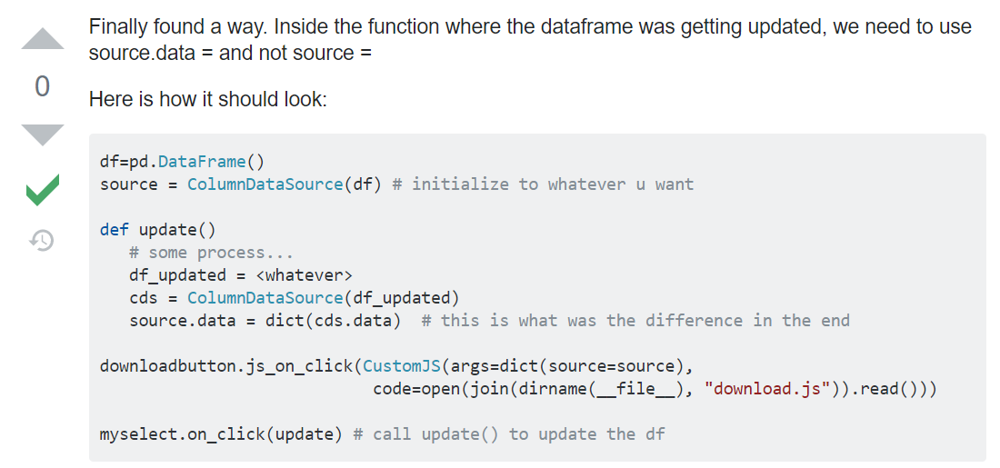 Finally found a way. Inside the function where the dataframe was getting updated, we need to use
source.data = and not source =
0
Here is how it should look:
df=pd.DataFrame()
source = ColumnDataSource(df) # initialize to whatever u want
def update()
   # some process...
   df_updated = <whatever>
   cds = ColumnDataSource(df_updated)
   source.data = dict(cds.data)  # this is what was the difference in the end
downloadbutton.js_on_click(CustomJS(args=dict(source=source),
                            code=open(join(dirname(__file__), "download.js")).read()))
myselect.on_click(update) # call update() to update the df